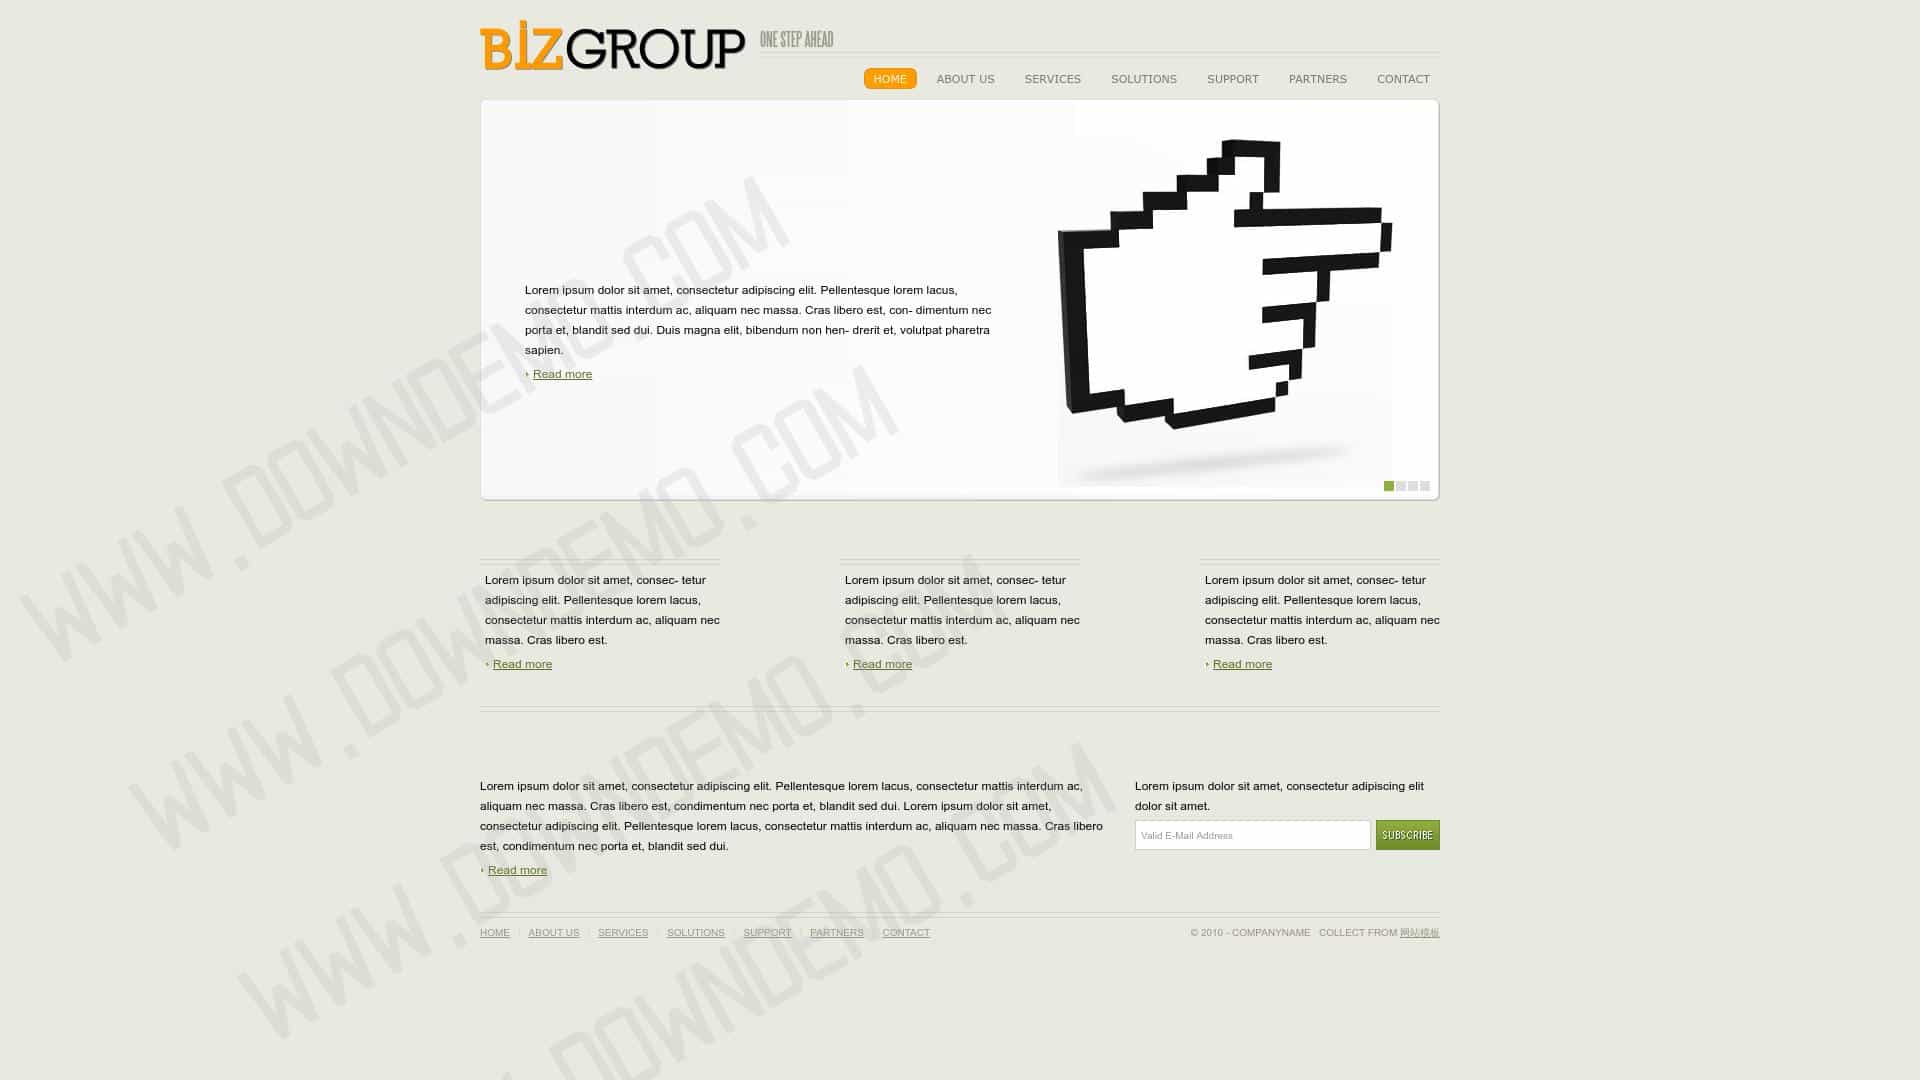 BiZGROUP
ONE STEP AHEAD
HOME ABOUT US SERVICES SOLUTIONS SUPPORT PARTNERS CONTACT
Lorem ipsum dolor sit amet, consectetur adipiscing elit. Pellentesque lorem lacus,
consectetur mattis interdum ac, aliquam nec massa. Cras libero est, con- dimentum nec
porta et, blandit sed dui. Duis magna elit, bibendum non hen- drerit et, volutpat pharetra
sapien.
Read more
Lorem ipsum dolor sit amet, consec- tetur
adipiscing elit. Pellentesque lorem lacus,
consectetur mattis interdum ac, aliquam nec
massa. Cras libero est.
Read more
Lorem ipsum dolor sit amet, consec- tetur
adipiscing elit. Pellentesque lorem lacus,
consectetur mattis interdum ac, aliquam nec
massa. Cras libero est.
Read more
Lorem ipsum dolor sit amet, consec- tetur
adipiscing elit. Pellentesque lorem lacus,
consectetur mattis interdum ac, aliquam nec
massa. Cras libero est.
Read more
Lorem ipsum dolor sit amet, consectetur adipiscing elit. Pellentesque lorem lacus, consectetur mattis interdum ac,
aliquam nec massa. Cras libero est, condimentum nec porta et, blandit sed dui. Lorem ipsum dolor sit amet,
consectetur adipiscing elit. Pellentesque lorem lacus, consectetur mattis interdum ac, aliquam nec massa. Cras libero
est, condimentum nec porta et, blandit sed dui.
Read more
Lorem ipsum dolor sit amet, consectetur adipiscing elit
dolor sit amet.
Valid E-Mail Address SUBSCRIBE
HOME | ABOUT US | SERVICES | SOLUTIONS | SUPPORT | PARTNERS | CONTACT
© 2010 - COMPANYNAME COLLECT FROM 网站模板
WWW.DOWNDEMO.COM
WWW.DOWNDEMO.COM
WWW.DOWNDEMO.COM
DOWNDEMO.COM